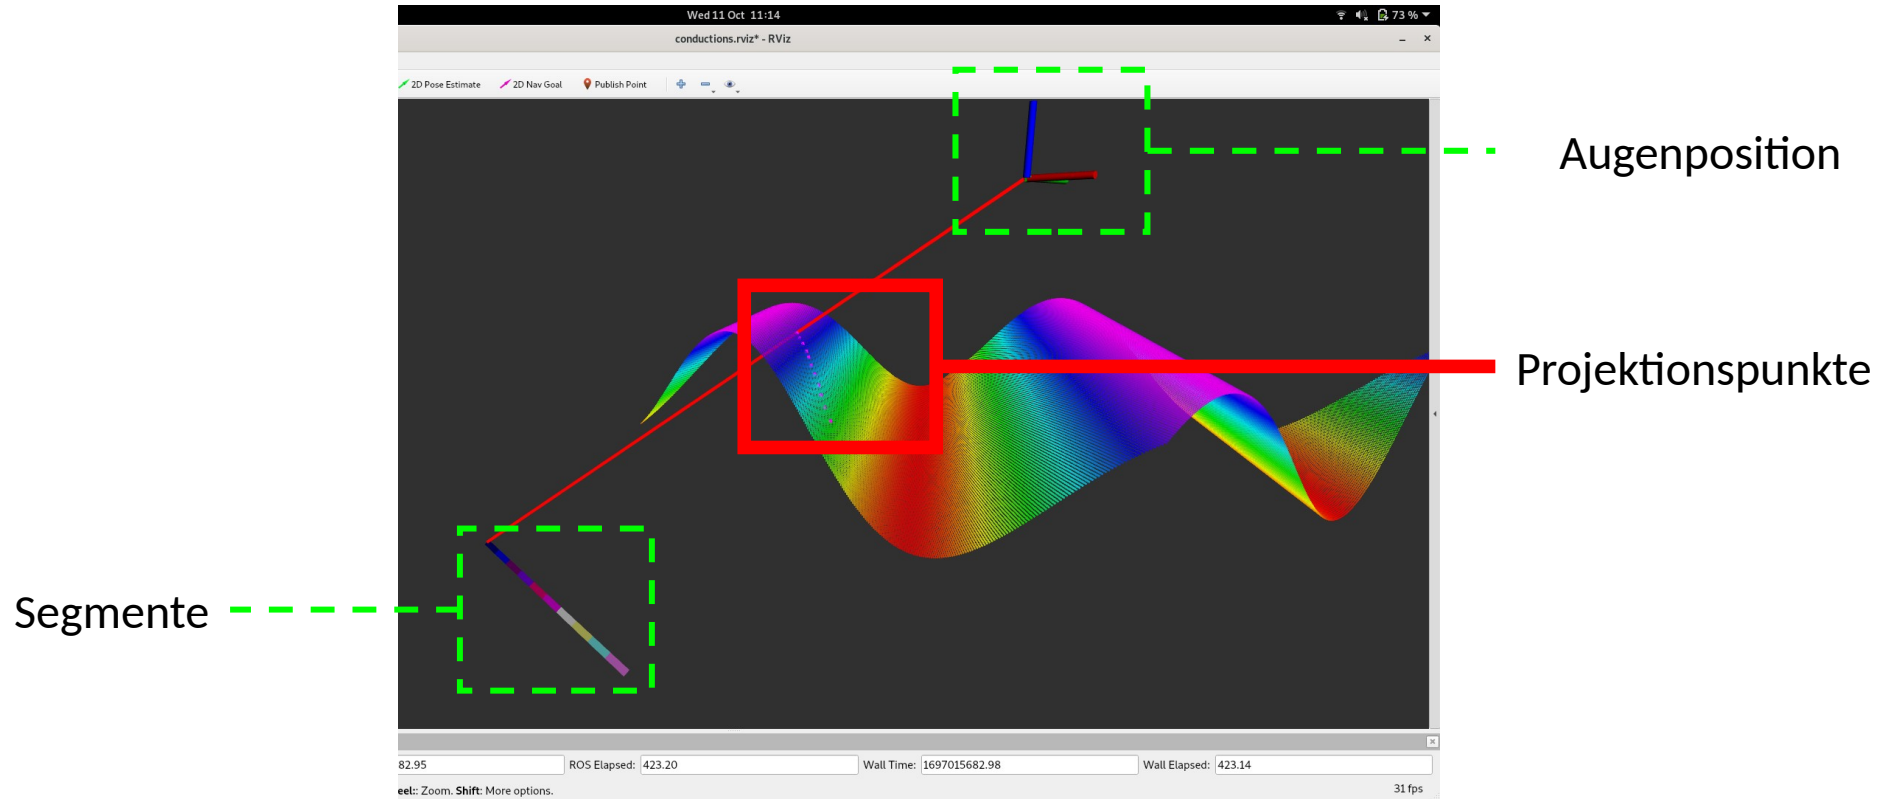 Wed 11 Oct 11:14
73 %
conductions.rviz* - RViz
2D Pose Estimate
2D Nav Goal
Publish Point
Augenposition
Projektionspunkte
Segmente
82.95
ROS Elapsed: 423.20
Wall Time: 1697015682.98
Wall Elapsed: 423.14
eel:: Zoom. Shift: More options.
31 fps